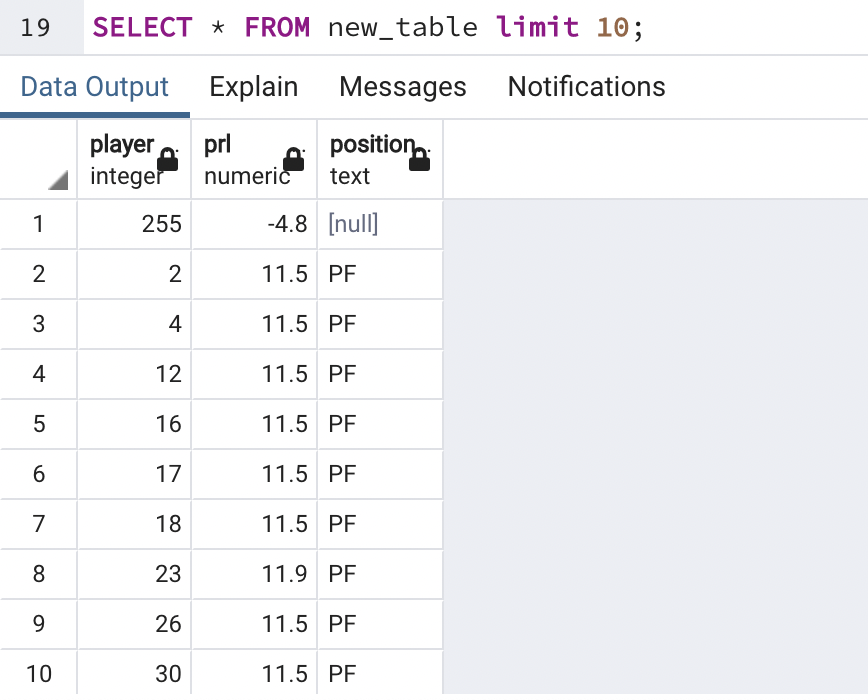 19 SELECT * FROM new_table limit 10;
Data Output Explain Messages Notifications
player prl position
integer numeric text
1 255 -4.8 [null]
2 2 11.5 PF
3 4 11.5 PF
4 12 11.5 PF
5 16 11.5 PF
6 17 11.5 PF
7 18 11.5 PF
8 23 11.9 PF
9 26 11.5 PF
10 30 11.5 PF